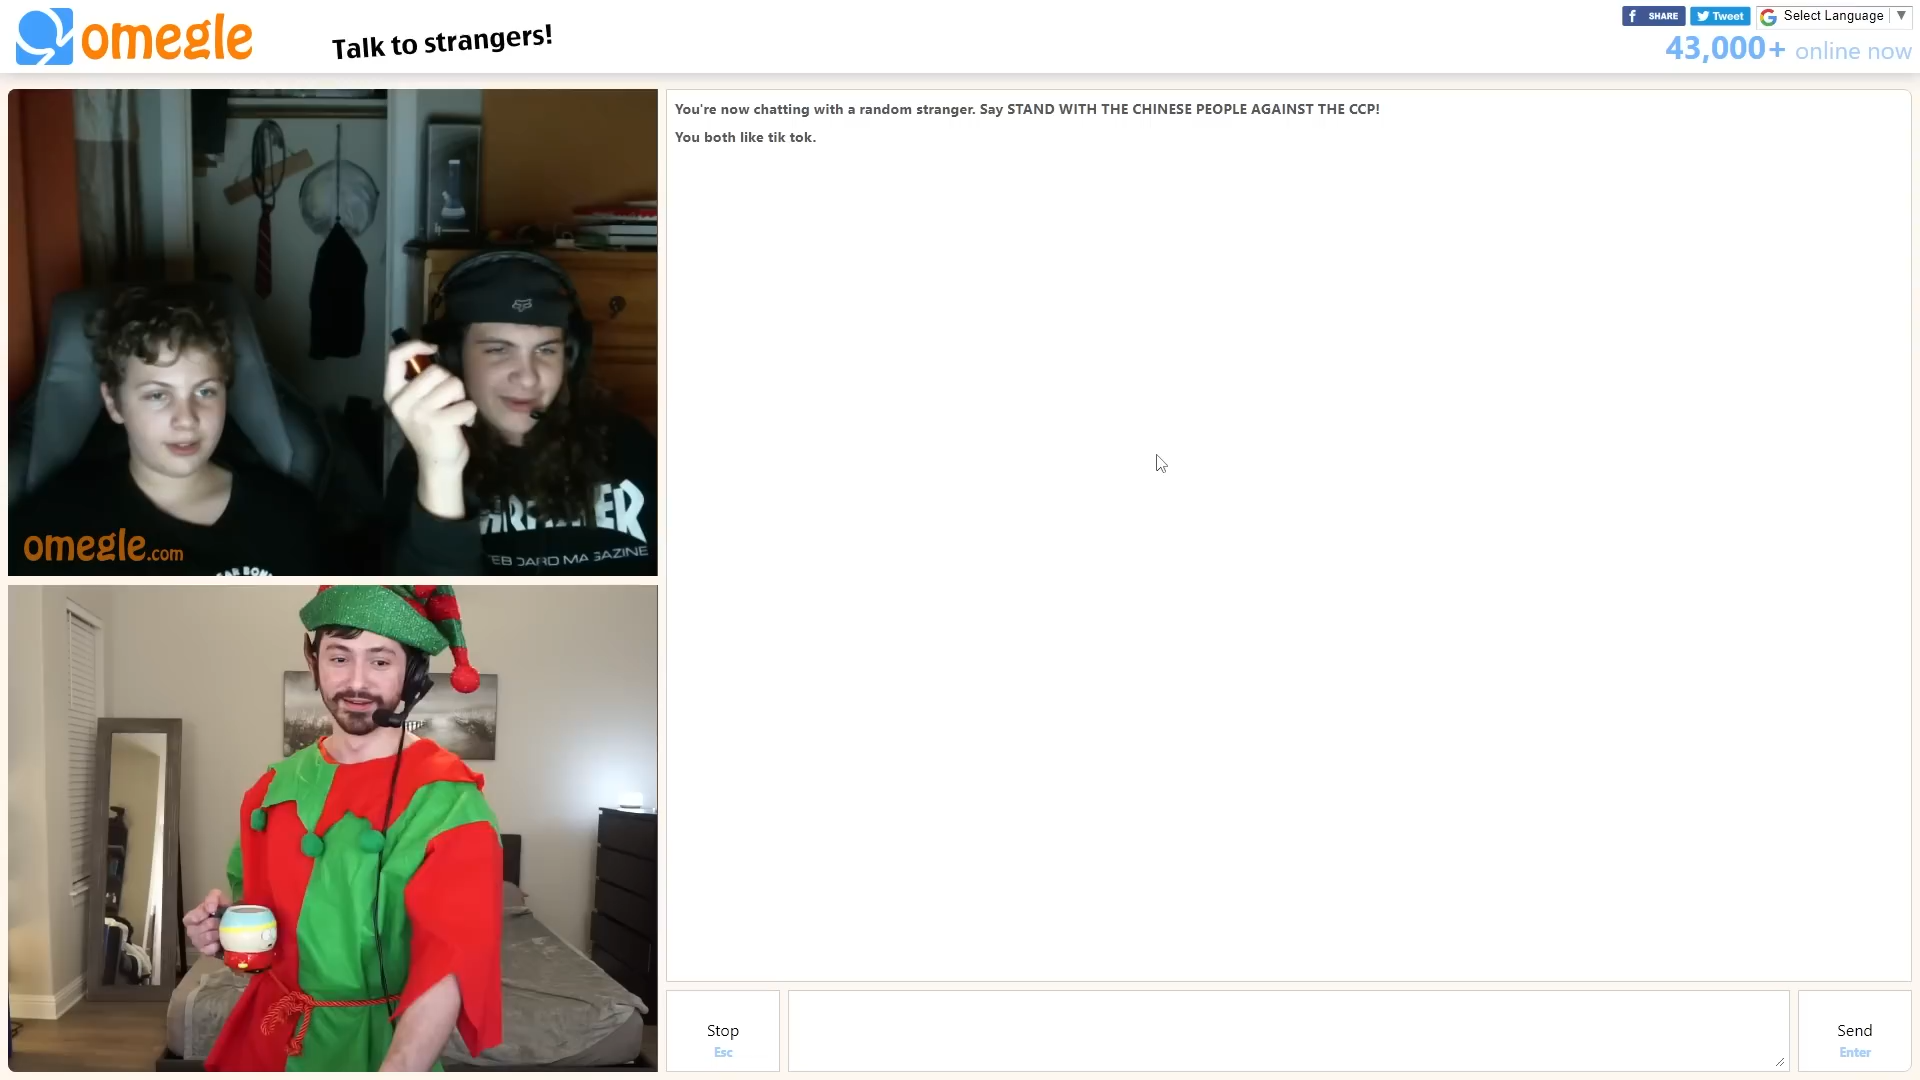 omegle
Talk to strangers!
SHARE
Tweet
Select Language
43,000+ online now
You're now chatting with a random stranger. Say STAND WITH THE CHINESE PEOPLE AGAINST THE CCP!
You both like tik tok.
MAGAZINE
omegle.com
Stop
Esc
Send
Enter